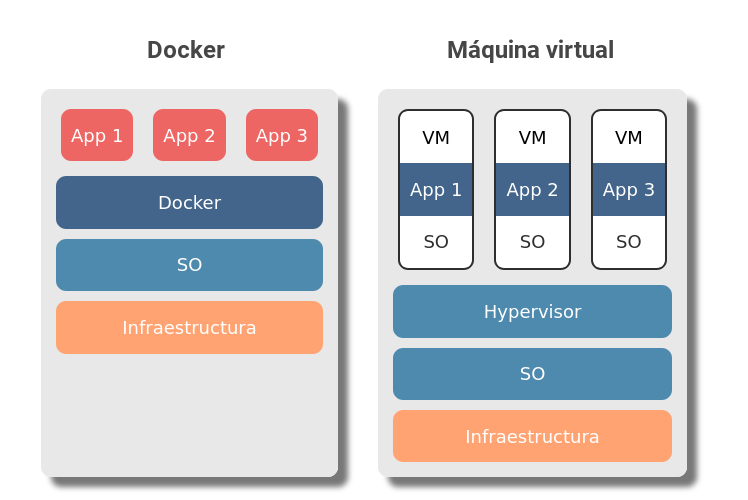 Docker
App 1
App 2
App 3
Docker
SO
Infraestructura
Máquina virtual
VM
App 1
SO
VM
App 2
SO
VM
App 3
SO
Hypervisor
SO
Infraestructura